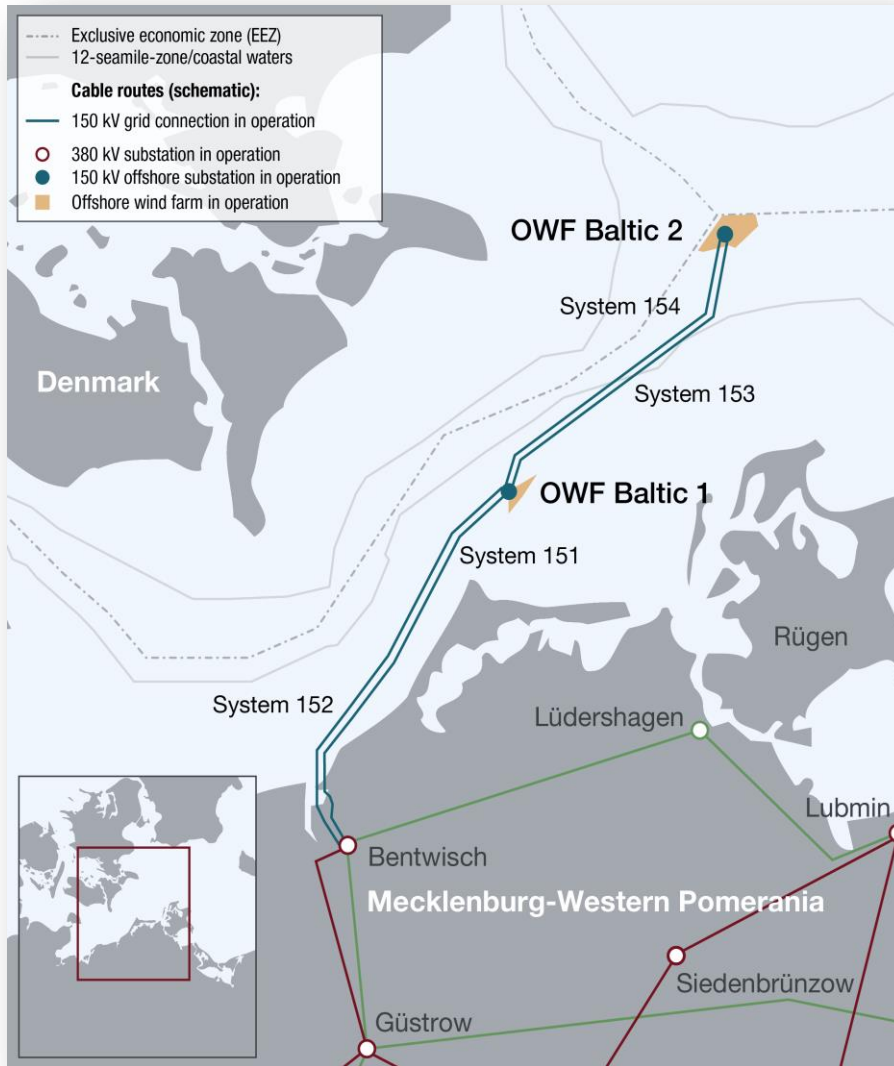 Exclusive economic zone (EEZ)
12-seamile-zone/coastal waters
Cable routes (schematic):
150 kV grid connection in operation
380 kV substation in operation
150 kV offshore substation in operation
Offshore wind farm in operation
OWF Baltic 2
System 154
Denmark
System 153
OWF Baltic 1
System 151
Rügen
System 152
Lüdershagen
Lubmin
Bentwisch
Mecklenburg-Western Pomerania
Siedenbrünzow
Güstrow